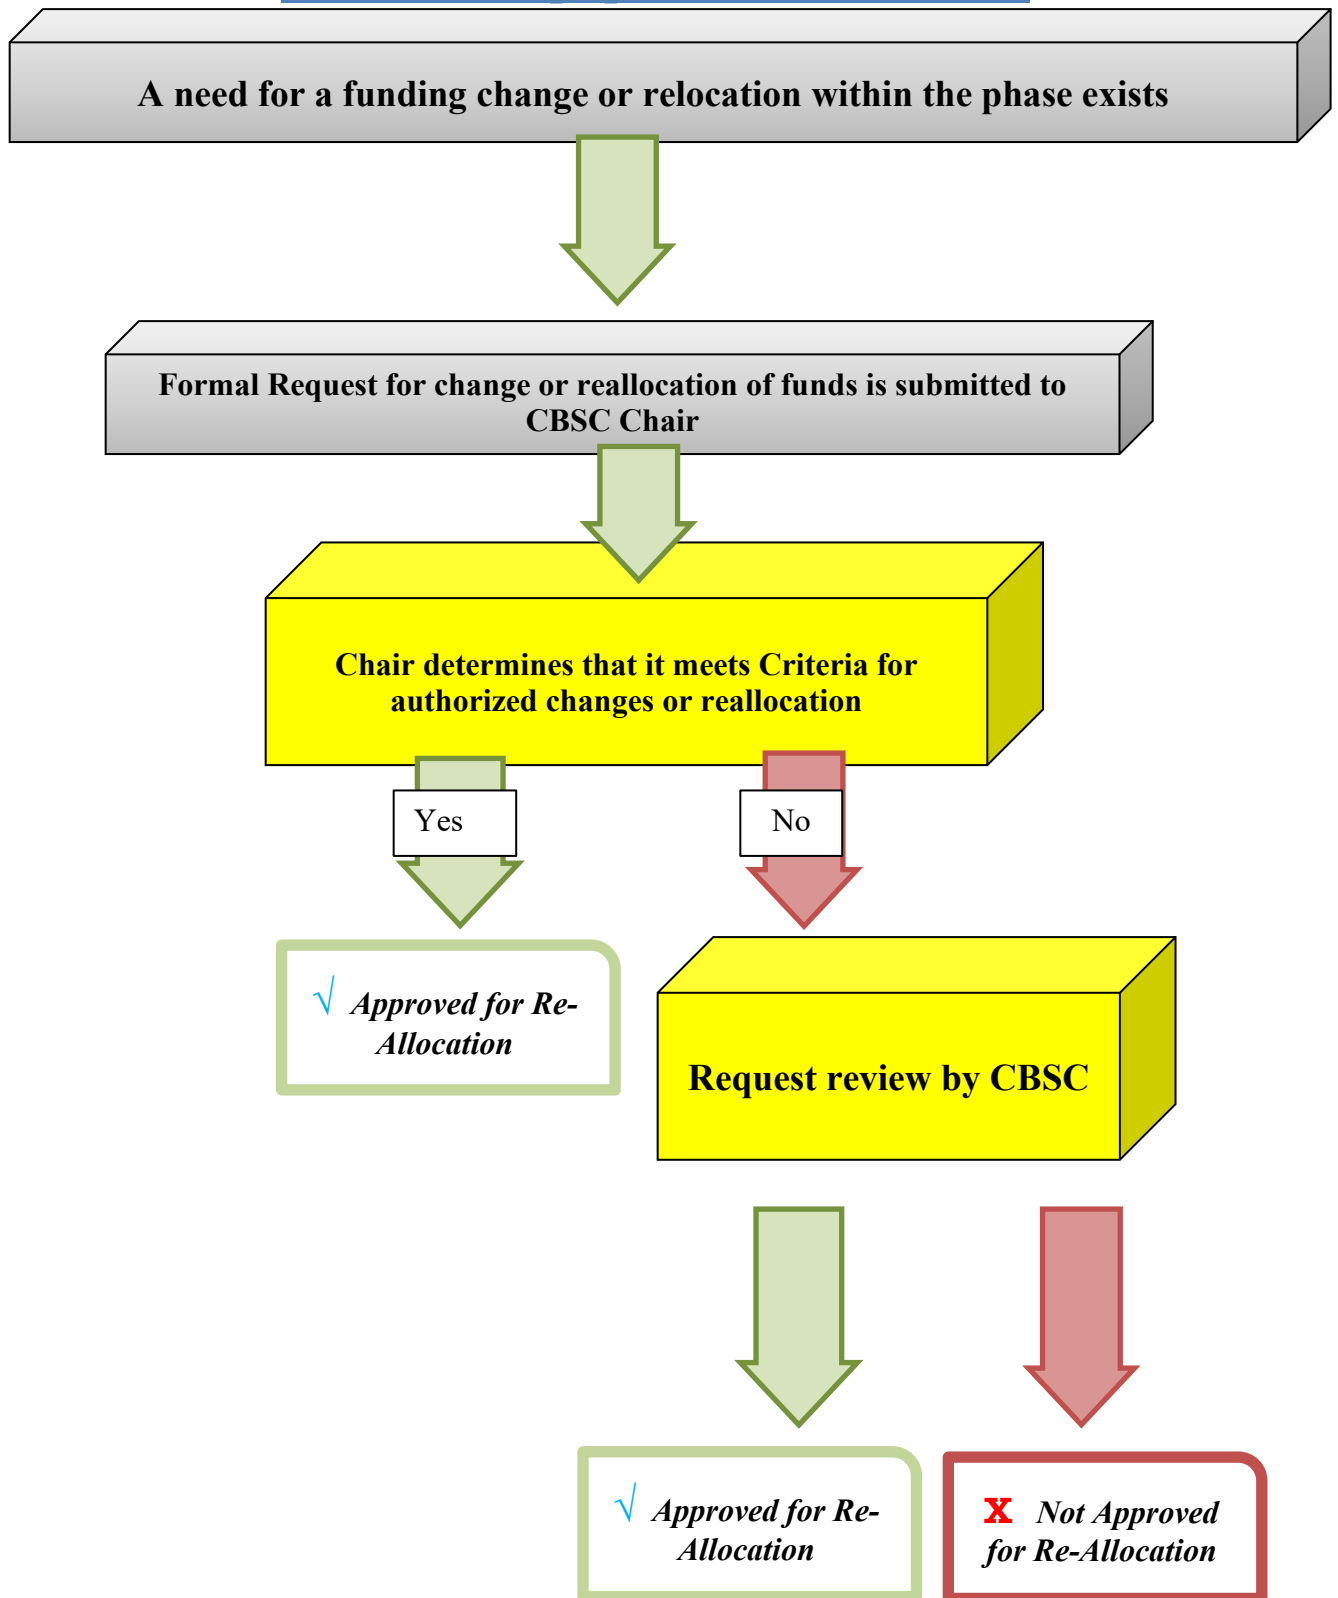 A need for a funding change or relocation within the phase exists
Formal Request for change or reallocation of funds is submitted to
CBSC Chair
Chair determines that it meets Criteria for
authorized changes or reallocation
Yes
No
√ Approved for Re-
Allocation
Request review by CBSC
√ Approved for Re-
Allocation
X Not Approved
for Re-Allocation